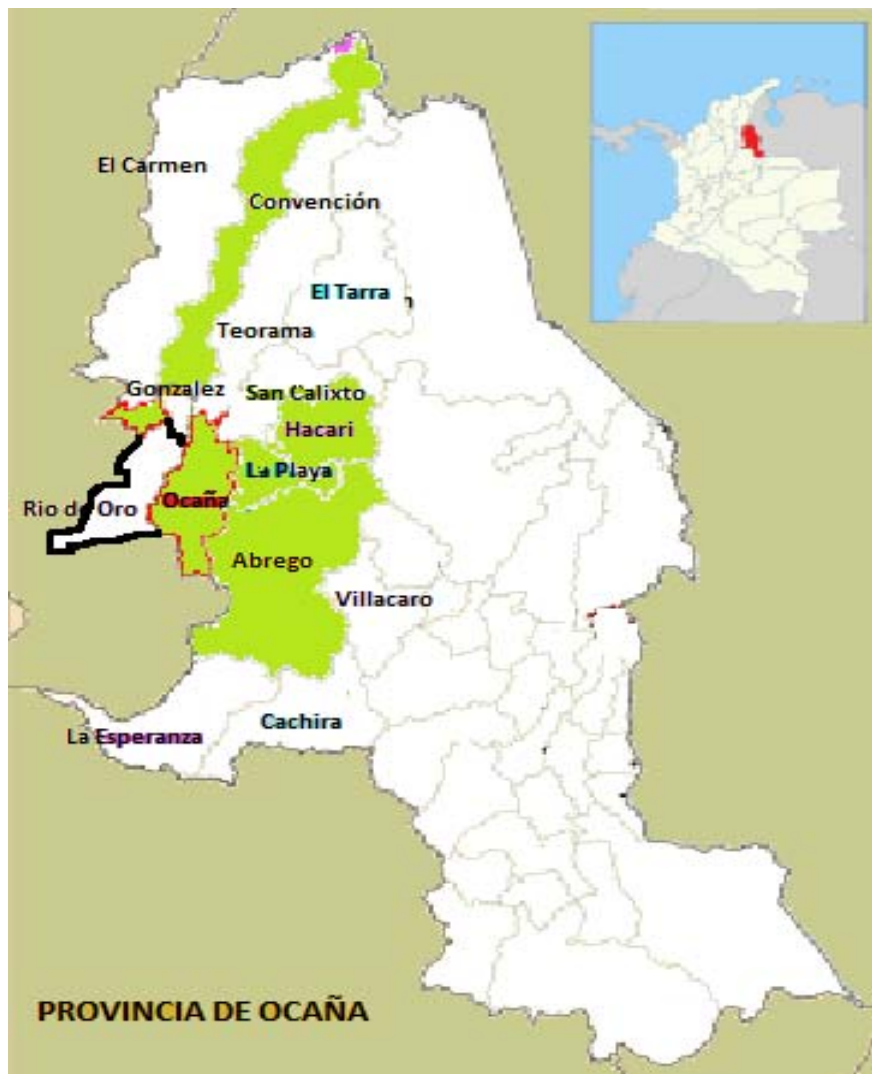 El Carmen
Convención
El Tarra
Teorama
Gonzalez
San Calixto
Hacari
La Playa
Rio de Oro
Ocaña
Abrego
Villacaro
Cachira
La Esperanza
PROVINCIA DE OCAÑA